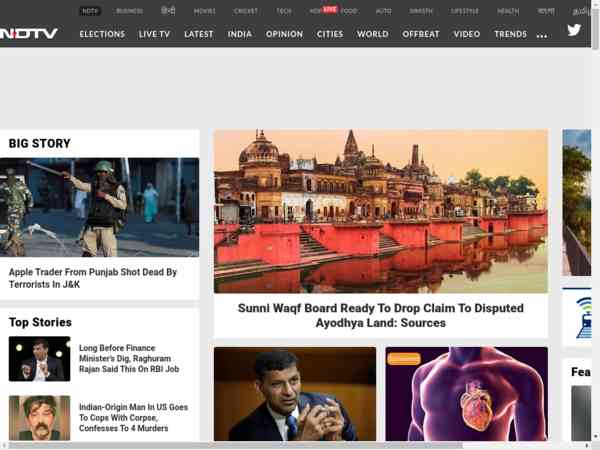 NDTV BUSINESS हिन्दी MOVIES CRICKET TECH HOP LIVE FOOD AUTO SWASTH LIFESTYLE HEALTH বাংলা
NDTV ELECTIONS LIVE TV LATEST INDIA OPINION CITIES WORLD OFFBEAT VIDEO TRENDS
BIG STORY
Apple Trader From Punjab Shot Dead By
Terrorists In J&K
Top Stories
Long Before Finance
Minister's Dig, Raghuram
Rajan Said This On RBI Job
Indian-Origin Man In US Goes
To Cops With Corpse,
Confesses To 4 Murders
Sunni Waqf Board Ready To Drop Claim To Disputed
Ayodhya Land: Sources
Sponsored
Fea